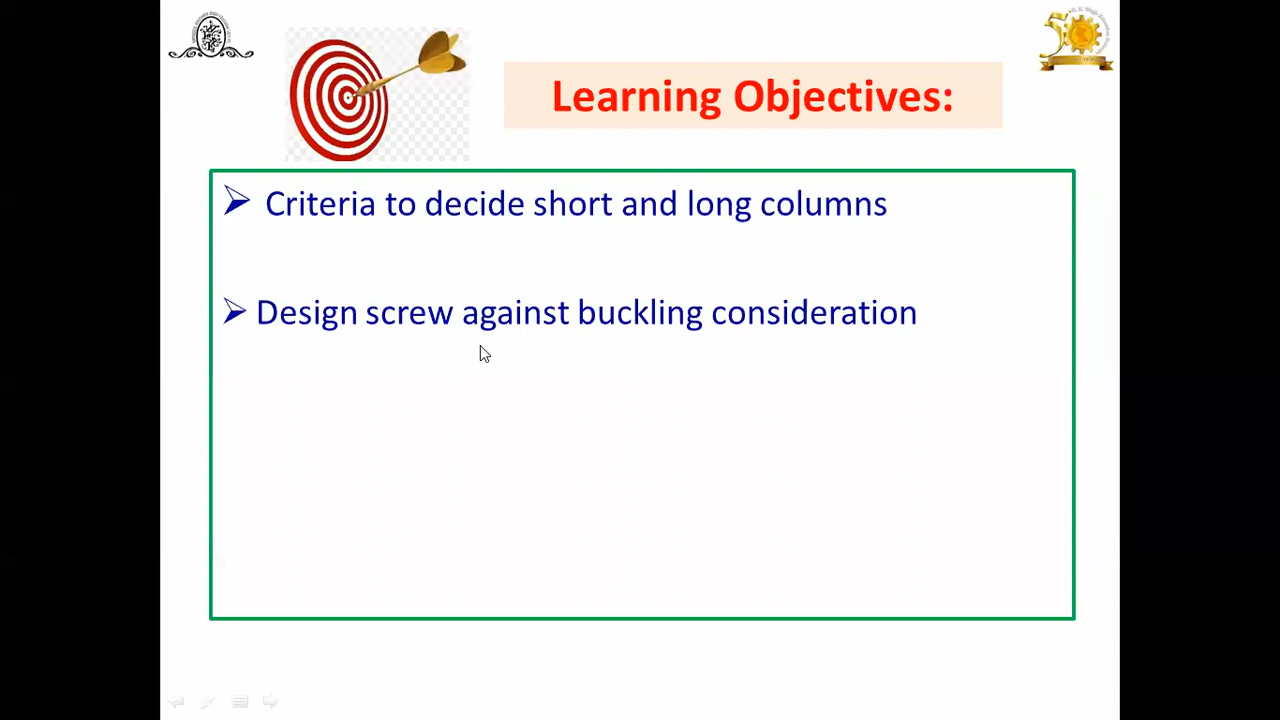 Learning Objectives:
Criteria to decide short and long columns
Design screw against buckling consideration